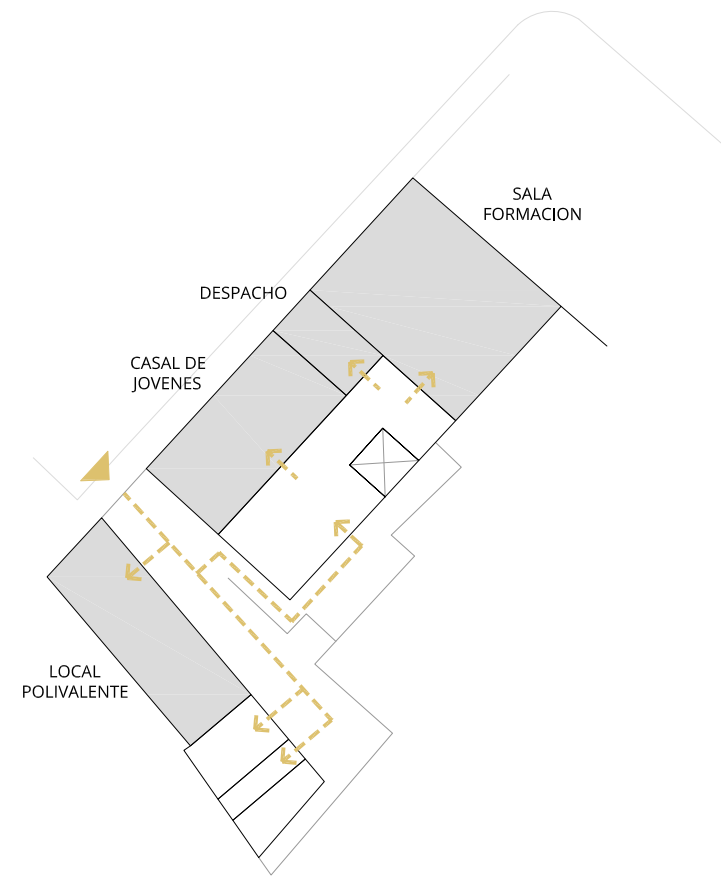 SALA
FORMACION
DESPACHO
CASAL DE
JOVENES
LOCAL
POLIVALENTE